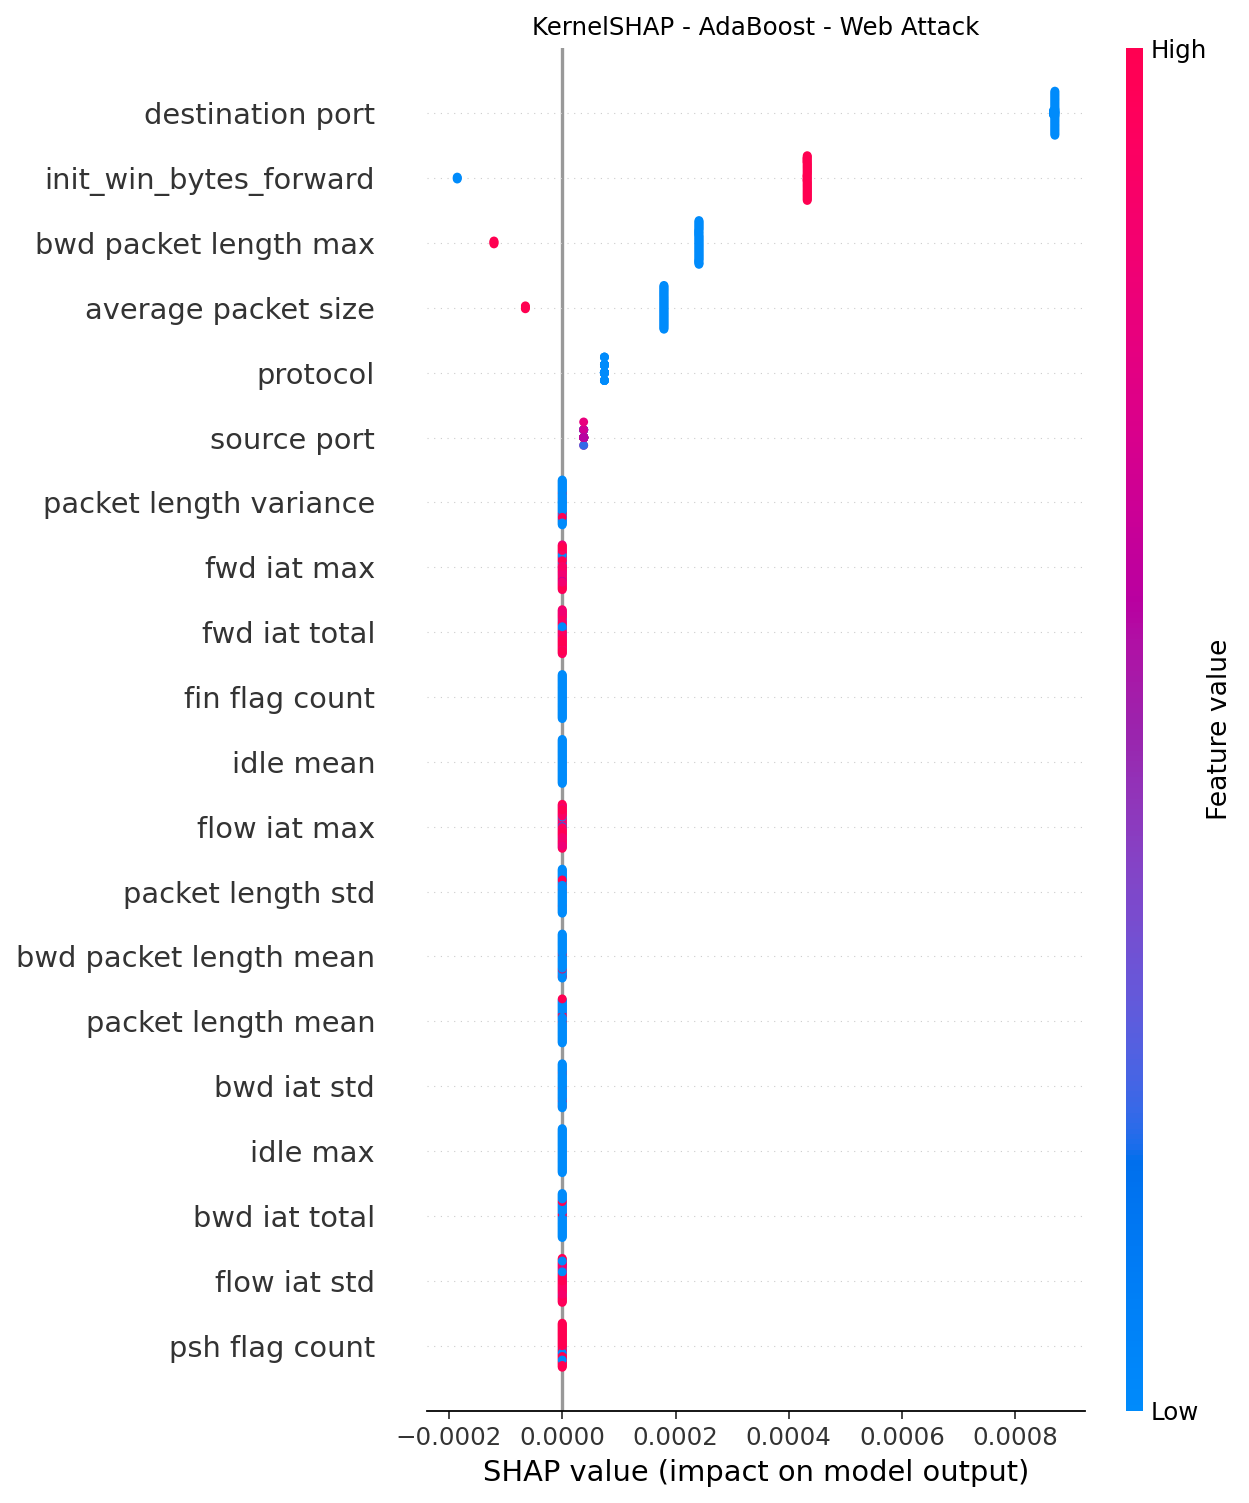 KernelSHAP - AdaBoost - Web Attack
High
destination port
init_win_bytes_forward
bwd packet length max
average packet size
protocol
source port
packet length variance
fwd iat max
fwd iat total
fin flag count
idle mean
flow iat max
packet length std
bwd packet length mean
packet length mean
bwd iat std
idle max
bwd iat total
flow iat std
psh flag count
Feature value
Low
−0.0002 0.0000 0.0002 0.0004 0.0006 0.0008
SHAP value (impact on model output)